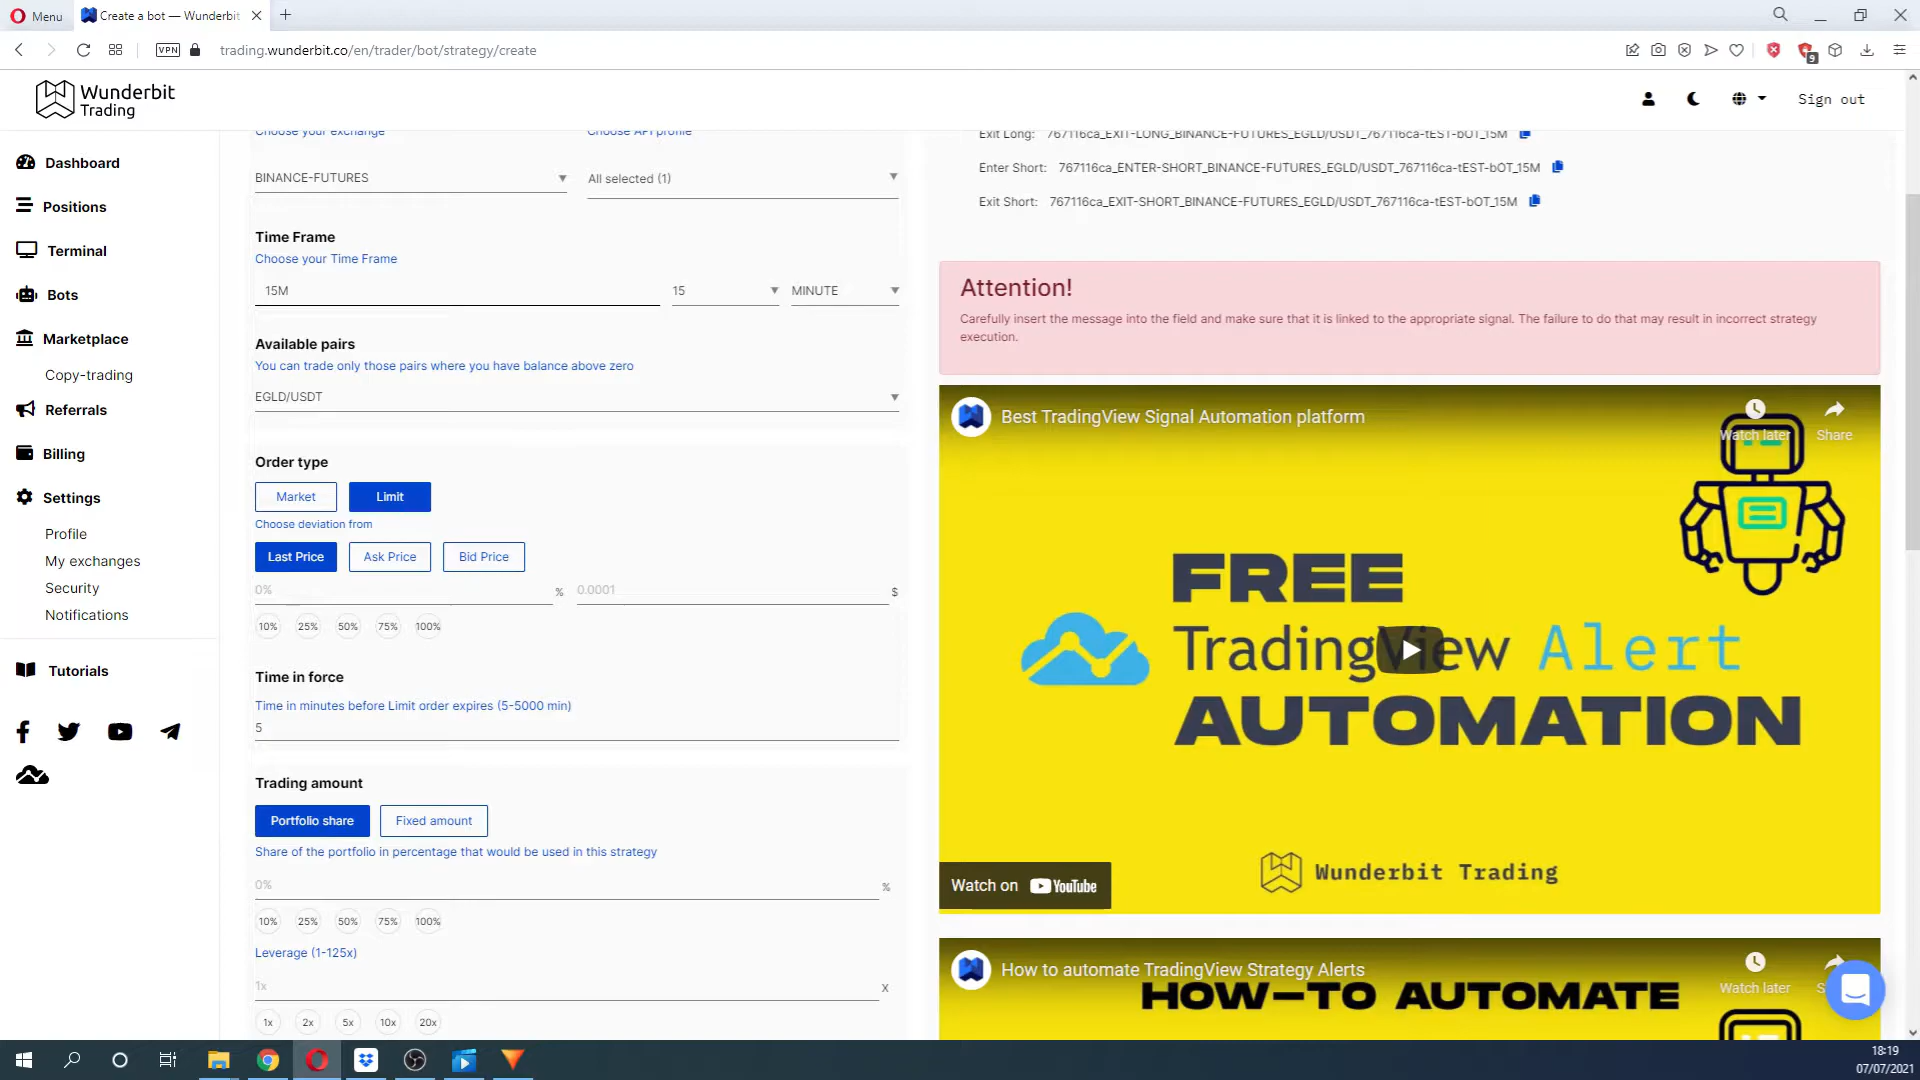 Menu
Create a bot — Wunderbit
VPN
trading.wunderbit.co/en/trader/bot/strategy/create
9
Wunderbit
Trading
Sign out
Dashboard
Positions
Terminal
Bots
Marketplace
Copy-trading
Referrals
Billing
Settings
Profile
My exchanges
Security
Notifications
Tutorials
Choose your exchange
Choose API profile
BINANCE-FUTURES
All selected (1)
Time Frame
Choose your Time Frame
15M
15
MINUTE
Available pairs
You can trade only those pairs where you have balance above zero
EGLD/USDT
Order type
Market
Limit
Choose deviation from
Last Price
Ask Price
Bid Price
0%
%
0.0001
$
10%
25%
50%
75%
100%
Time in force
Time in minutes before Limit order expires (5-5000 min)
5
Trading amount
Portfolio share
Fixed amount
Share of the portfolio in percentage that would be used in this strategy
0%
%
10%
25%
50%
75%
100%
Leverage (1-125x)
1x
X
1x
2x
5x
10x
20x
Exit Long: 767116ca_EXIT-LONG_BINANCE-FUTURES_EGLD/USDT_767116ca-tEST-bOT_15M
Enter Short: 767116ca_ENTER-SHORT_BINANCE-FUTURES_EGLD/USDT_767116ca-tEST-bOT_15M
Exit Short: 767116ca_EXIT-SHORT_BINANCE-FUTURES_EGLD/USDT_767116ca-tEST-bOT_15M
Attention!
Carefully insert the message into the field and make sure that it is linked to the appropriate signal. The failure to do that may result in incorrect strategy
execution.
Best TradingView Signal Automation platform
Watch later
Share
FREE
TradingView Alert
AUTOMATION
Watch on YouTube
Wunderbit Trading
How to automate TradingView Strategy Alerts
Watch later
S
HOW-TO AUTOMATE
18:19
07/07/2021